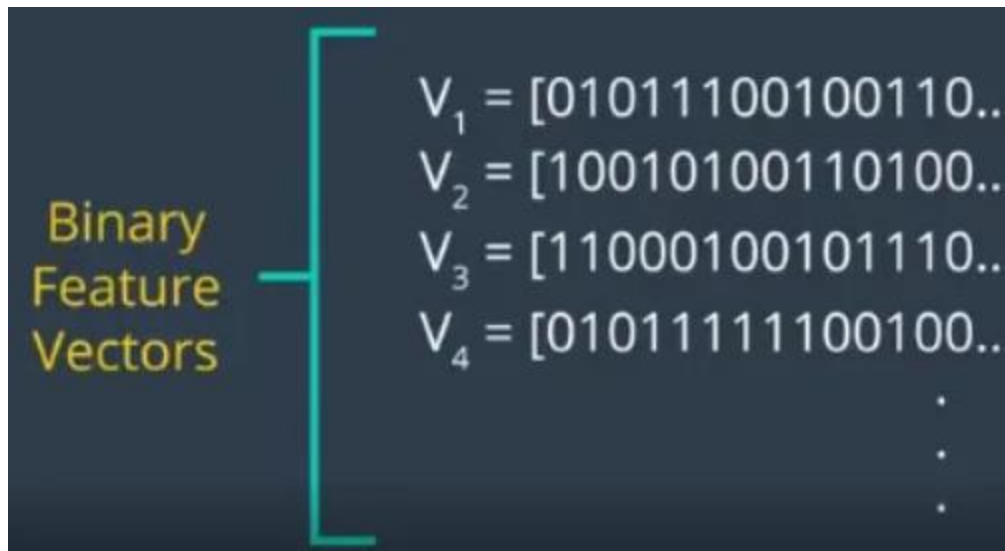 Binary
Feature
Vectors
V₁ = [01011100100110..
V₂ = [10010100110100..
V₃ = [11000100101110..
V₄ = [01011111100100..
.
.
.